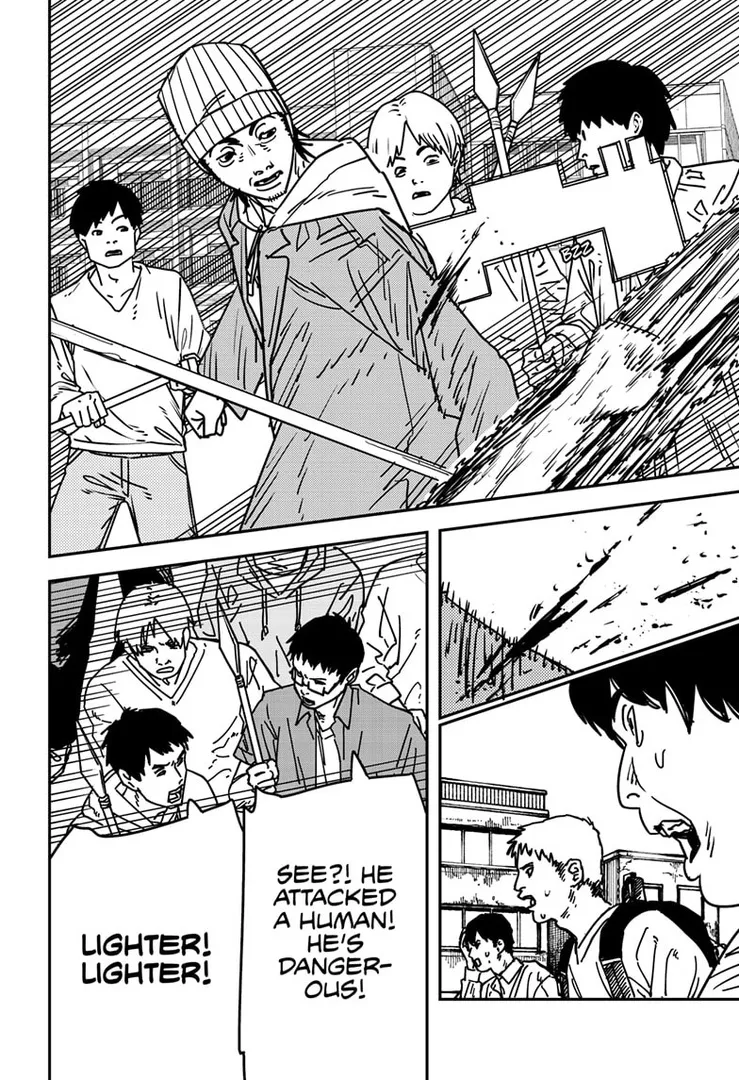 BZZ
SEE?! HE
ATTACKED
A HUMAN!
HE'S
DANGER-
OUS!
LIGHTER!
LIGHTER!